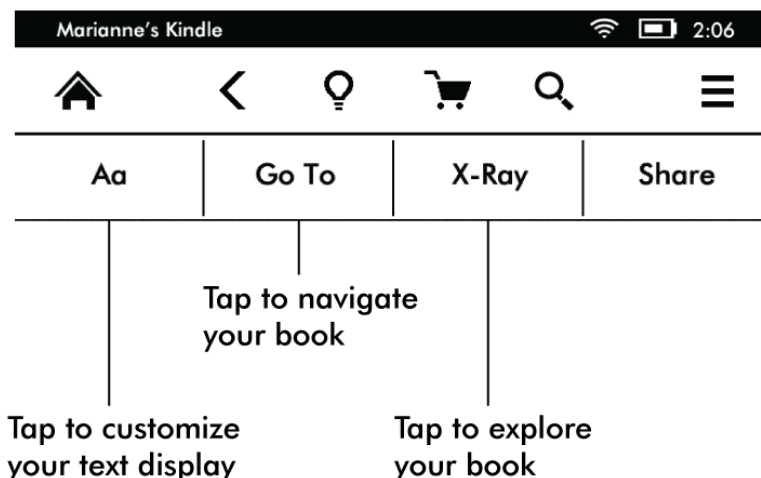 Marianne's Kindle 2:06
Aa Go To X-Ray Share
Tap to navigate
your book
Tap to customize
your text display
Tap to explore
your book